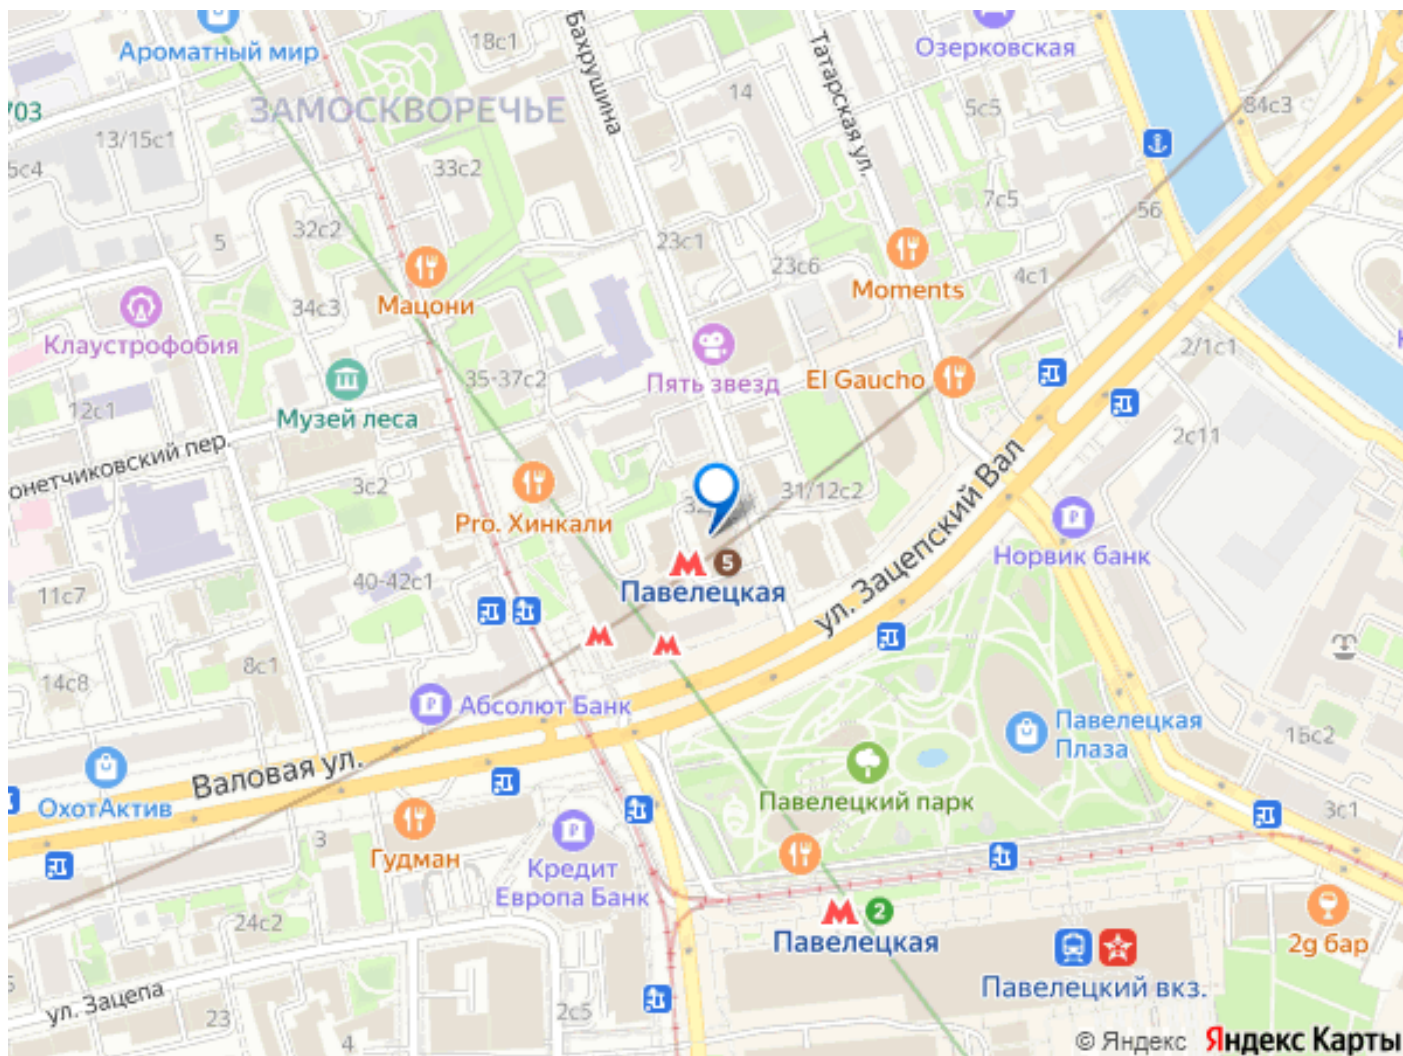 Ароматный мир
18с1
Бахрушина
Татарская ул.
Озерковская
14
5с5
84с3
703
ЗАМОСКВОРЕЧЬЕ
13/15с1
5с4
33с2
7с5
56
5
32с2
23с1
23с6
4с1
Moments
Мацони
34с3
Клаустрофобия
2/1с1
35-37с2
Пять звезд
El Gaucho
12с1
Музей леса
2с11
онетчиковский пер.
3с2
31/12с2
Pro. Хинкали
ул. Зацепский Вал
Норвик банк
5
Павелецкая
40-42с1
11с7
8с1
14с8
Абсолют Банк
Павелецкая
Плаза
15с2
Валовая ул.
ОхотАктив
Павелецкий парк
3с1
3
Гудман
Кредит
Европа Банк
24с2
2
Павелецкая
2g бар
Павелецкий вкз.
ул. Зацепа
23
4
2с5
© Яндекс Яндекс Карты